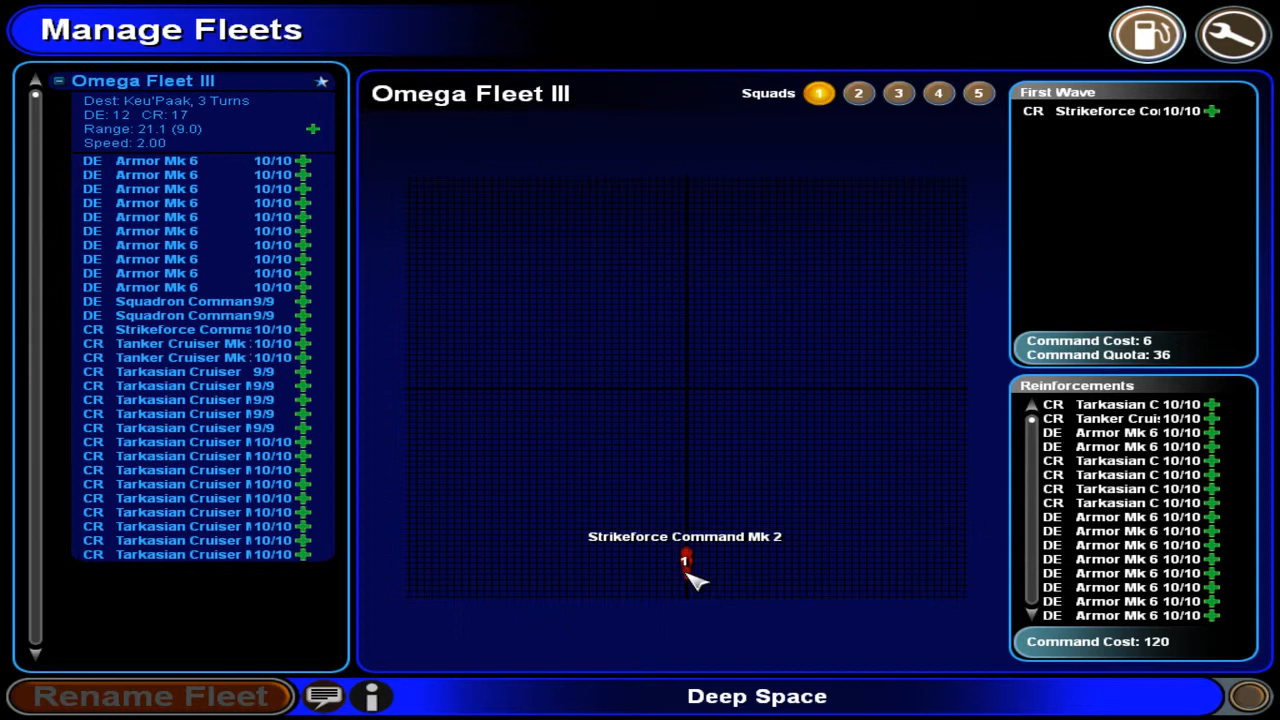 Manage Fleets
Omega Fleet III
Dest: Keu'Paak, 3 Turns
DE: 12 CR: 17
Range: 21.1 (9.0)
Speed: 2.00
DE Armor Mk 6 10/10
DE Armor Mk 6 10/10
DE Armor Mk 6 10/10
DE Armor Mk 6 10/10
DE Armor Mk 6 10/10
DE Armor Mk 6 10/10
DE Armor Mk 6 10/10
DE Armor Mk 6 10/10
DE Armor Mk 6 10/10
DE Armor Mk 6 10/10
DE Squadron Comman 9/9
DE Squadron Comman 9/9
CR Strikeforce Comma 10/10
CR Tanker Cruiser Mk 10/10
CR Tanker Cruiser Mk 10/10
CR Tarkasian Cruiser 9/9
CR Tarkasian Cruiser M 9/9
CR Tarkasian Cruiser M 9/9
CR Tarkasian Cruiser M 9/9
CR Tarkasian Cruiser M 9/9
CR Tarkasian Cruiser M 10/10
CR Tarkasian Cruiser M 10/10
CR Tarkasian Cruiser M 10/10
CR Tarkasian Cruiser M 10/10
CR Tarkasian Cruiser M 10/10
CR Tarkasian Cruiser M 10/10
CR Tarkasian Cruiser M 10/10
CR Tarkasian Cruiser M 10/10
CR Tarkasian Cruiser M 10/10
Omega Fleet III
Squads 1 2 3 4 5
Strikeforce Command Mk 2
1
First Wave
CR Strikeforce Co 10/10
Command Cost: 6
Command Quota: 36
Reinforcements
CR Tarkasian C 10/10
CR Tanker Crui 10/10
DE Armor Mk 6 10/10
DE Armor Mk 6 10/10
CR Tarkasian C 10/10
CR Tarkasian C 10/10
CR Tarkasian C 10/10
CR Tarkasian C 10/10
DE Armor Mk 6 10/10
DE Armor Mk 6 10/10
DE Armor Mk 6 10/10
DE Armor Mk 6 10/10
DE Armor Mk 6 10/10
DE Armor Mk 6 10/10
DE Armor Mk 6 10/10
DE Armor Mk 6 10/10
Command Cost: 120
Rename Fleet
Deep Space